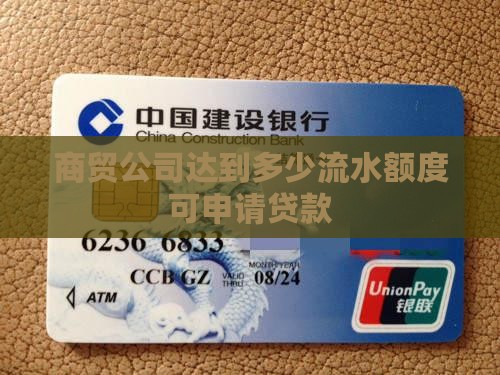 中国建设银行
China Construction Bank
商贸公司达到多少流水额度
可申请贷款
6236 6833
MONTH/YEAR
CCB GZ VALID THRU 08/24
ATM
UnionPay
银联